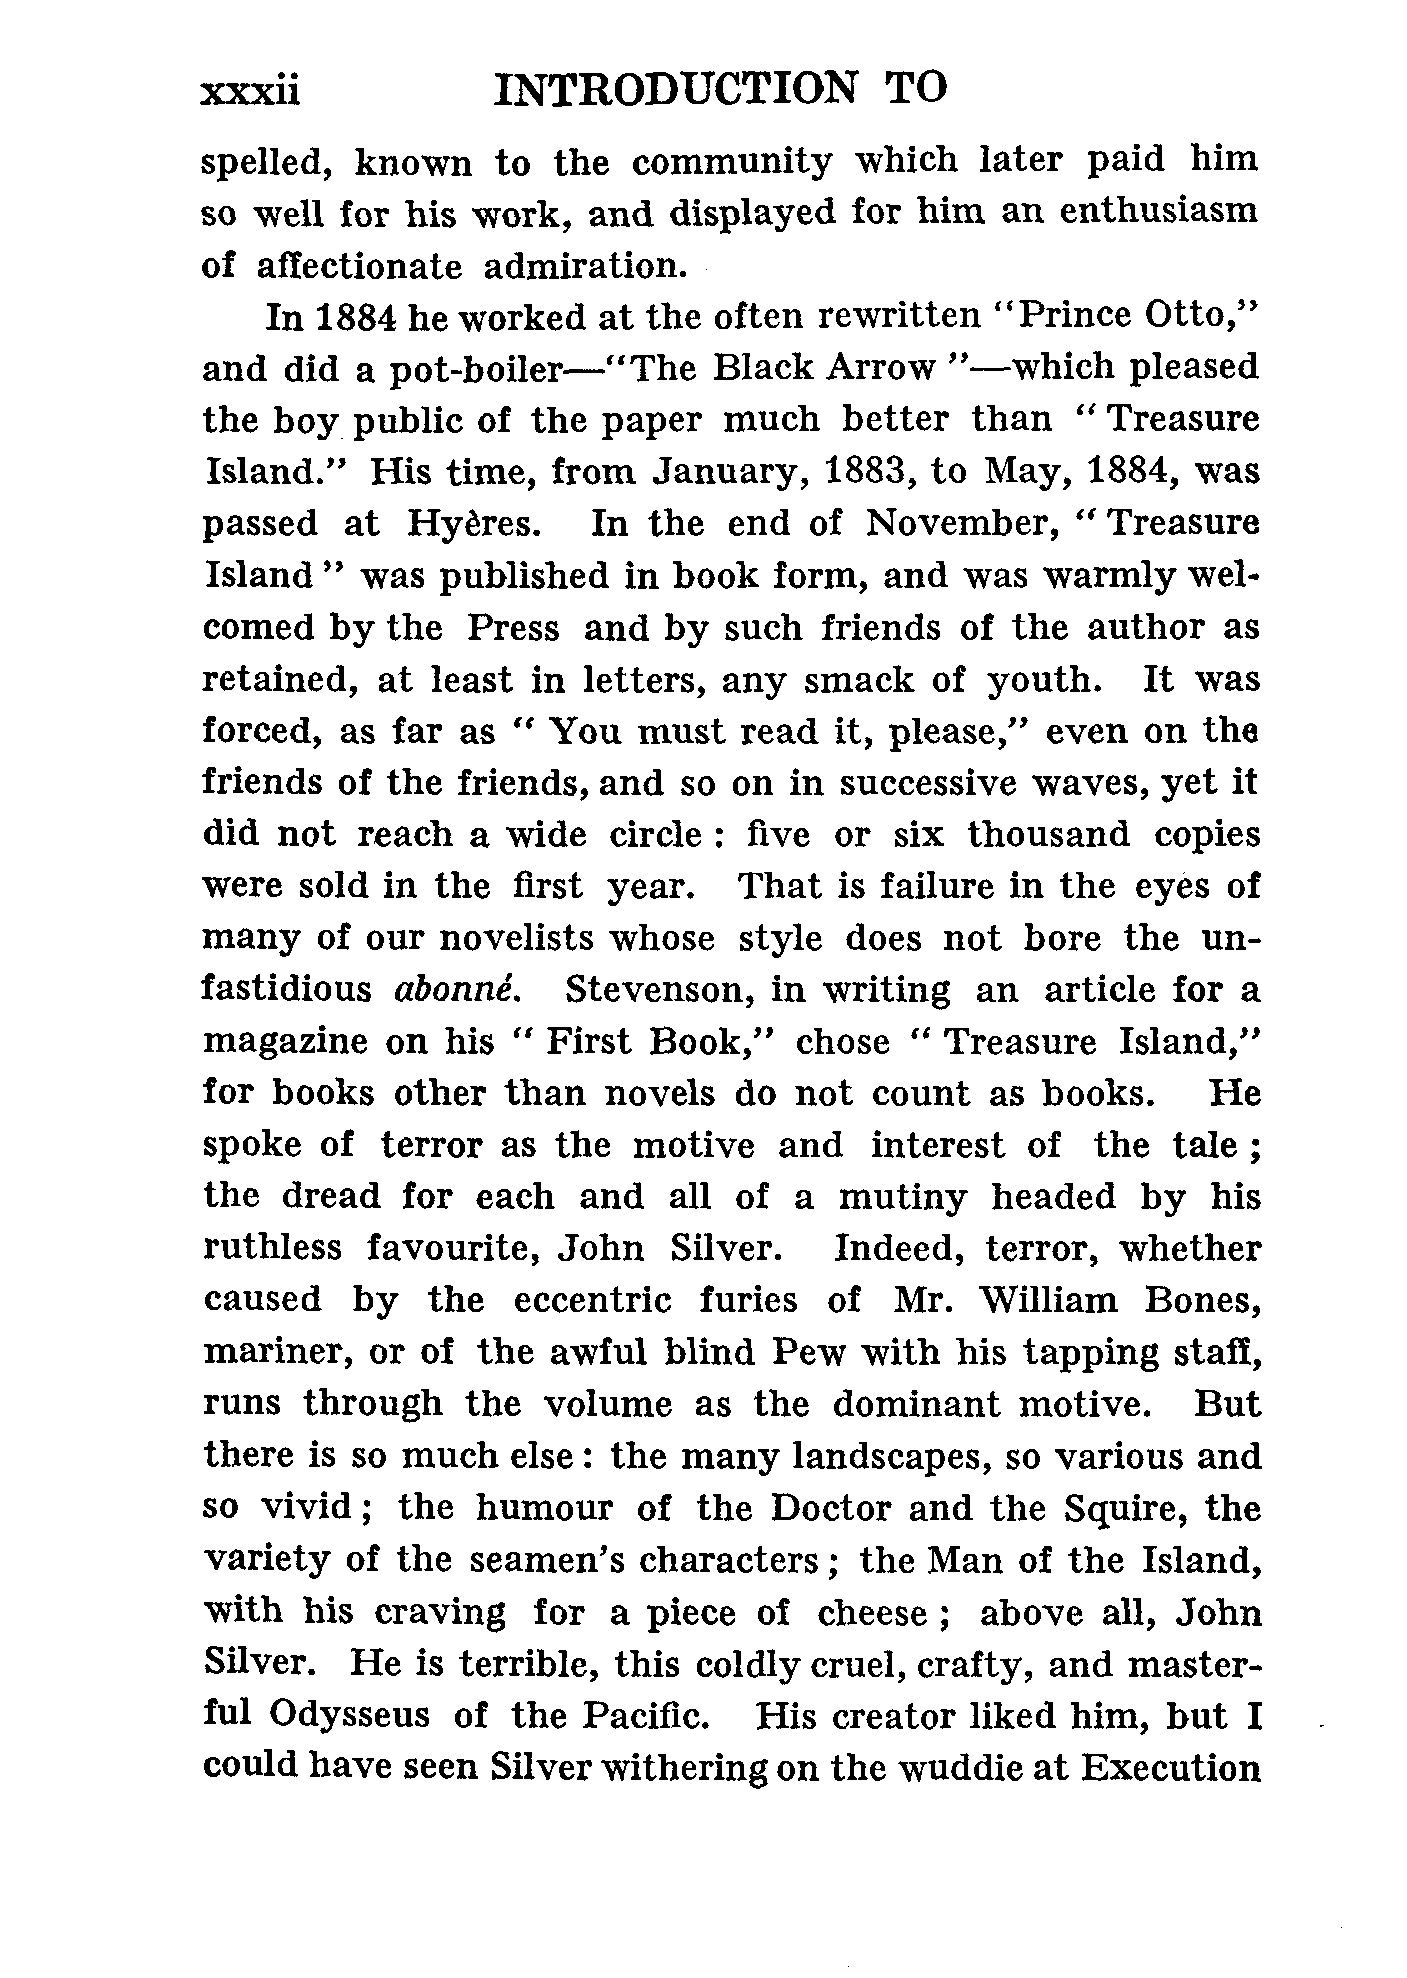 xxxii INTRODUCTION TO
spelled, known to the community which later paid him
so well for his work, and displayed for him an enthusiasm
of affectionate admiration.
In 1884 he worked at the often rewritten "Prince Otto,"
and did a pot-boiler—"The Black Arrow "—which pleased
the boy public of the paper much better than " Treasure
Island." His time, from January, 1883, to May, 1884, was
passed at Hyères. In the end of November, " Treasure
Island " was published in book form, and was warmly wel-
comed by the Press and by such friends of the author as
retained, at least in letters, any smack of youth. It was
forced, as far as " You must read it, please," even on the
friends of the friends, and so on in successive waves, yet it
did not reach a wide circle : five or six thousand copies
were sold in the first year. That is failure in the eyes of
many of our novelists whose style does not bore the un-
fastidious abonné. Stevenson, in writing an article for a
magazine on his " First Book," chose " Treasure Island,"
for books other than novels do not count as books. He
spoke of terror as the motive and interest of the tale ;
the dread for each and all of a mutiny headed by his
ruthless favourite, John Silver. Indeed, terror, whether
caused by the eccentric furies of Mr. William Bones,
mariner, or of the awful blind Pew with his tapping staff,
runs through the volume as the dominant motive. But
there is so much else : the many landscapes, so various and
so vivid ; the humour of the Doctor and the Squire, the
variety of the seamen's characters ; the Man of the Island,
with his craving for a piece of cheese ; above all, John
Silver. He is terrible, this coldly cruel, crafty, and master-
ful Odysseus of the Pacific. His creator liked him, but I
could have seen Silver withering on the wuddie at Execution